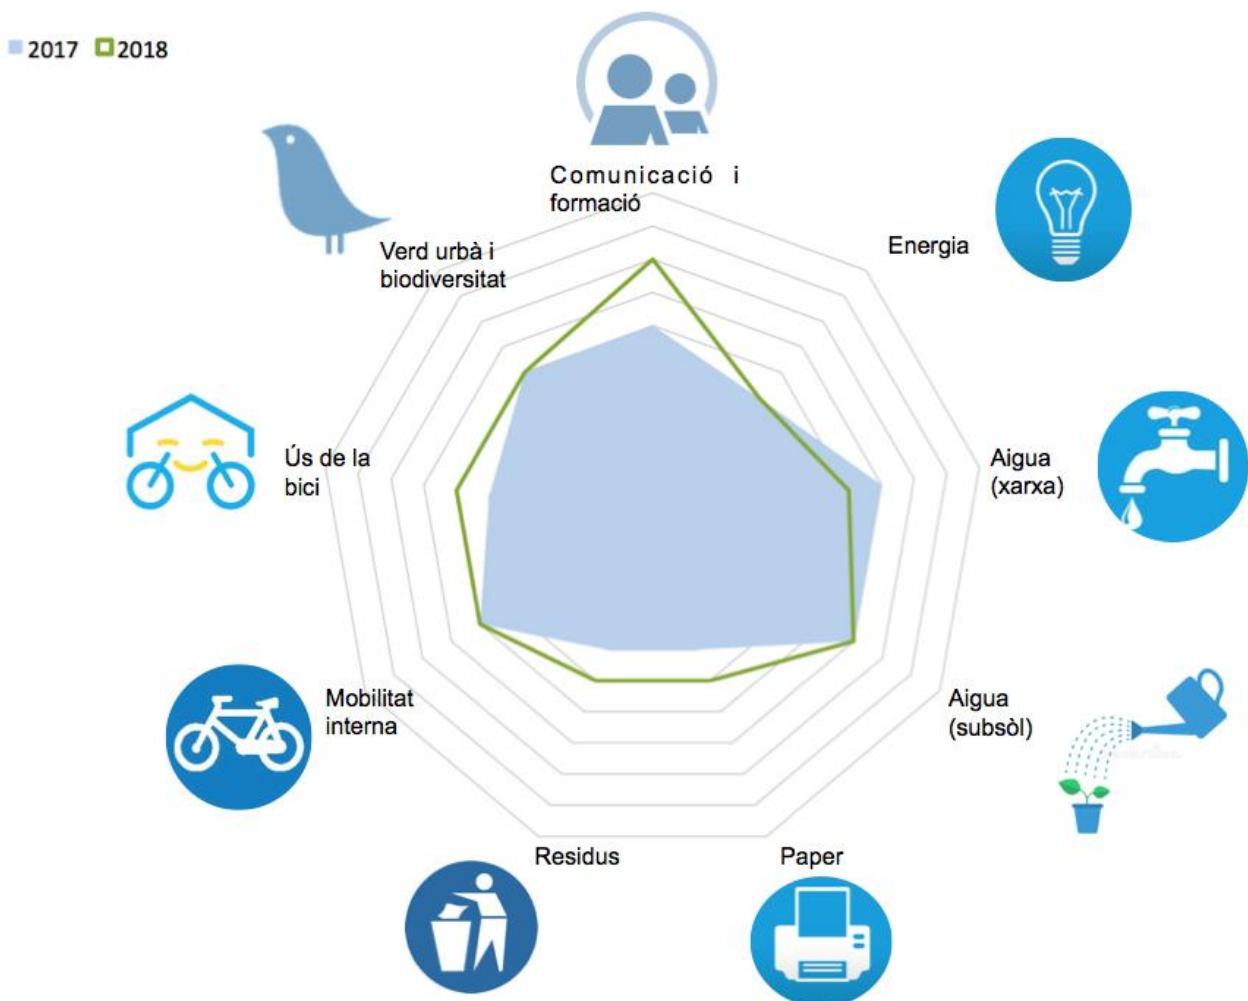 2017 2018
Comunicació i
formació
Energia
Verd urbà i
biodiversitat
Aigua
(xarxa)
Ús de la
bici
Aigua
(subsòl)
Mobilitat
interna
Residus
Paper